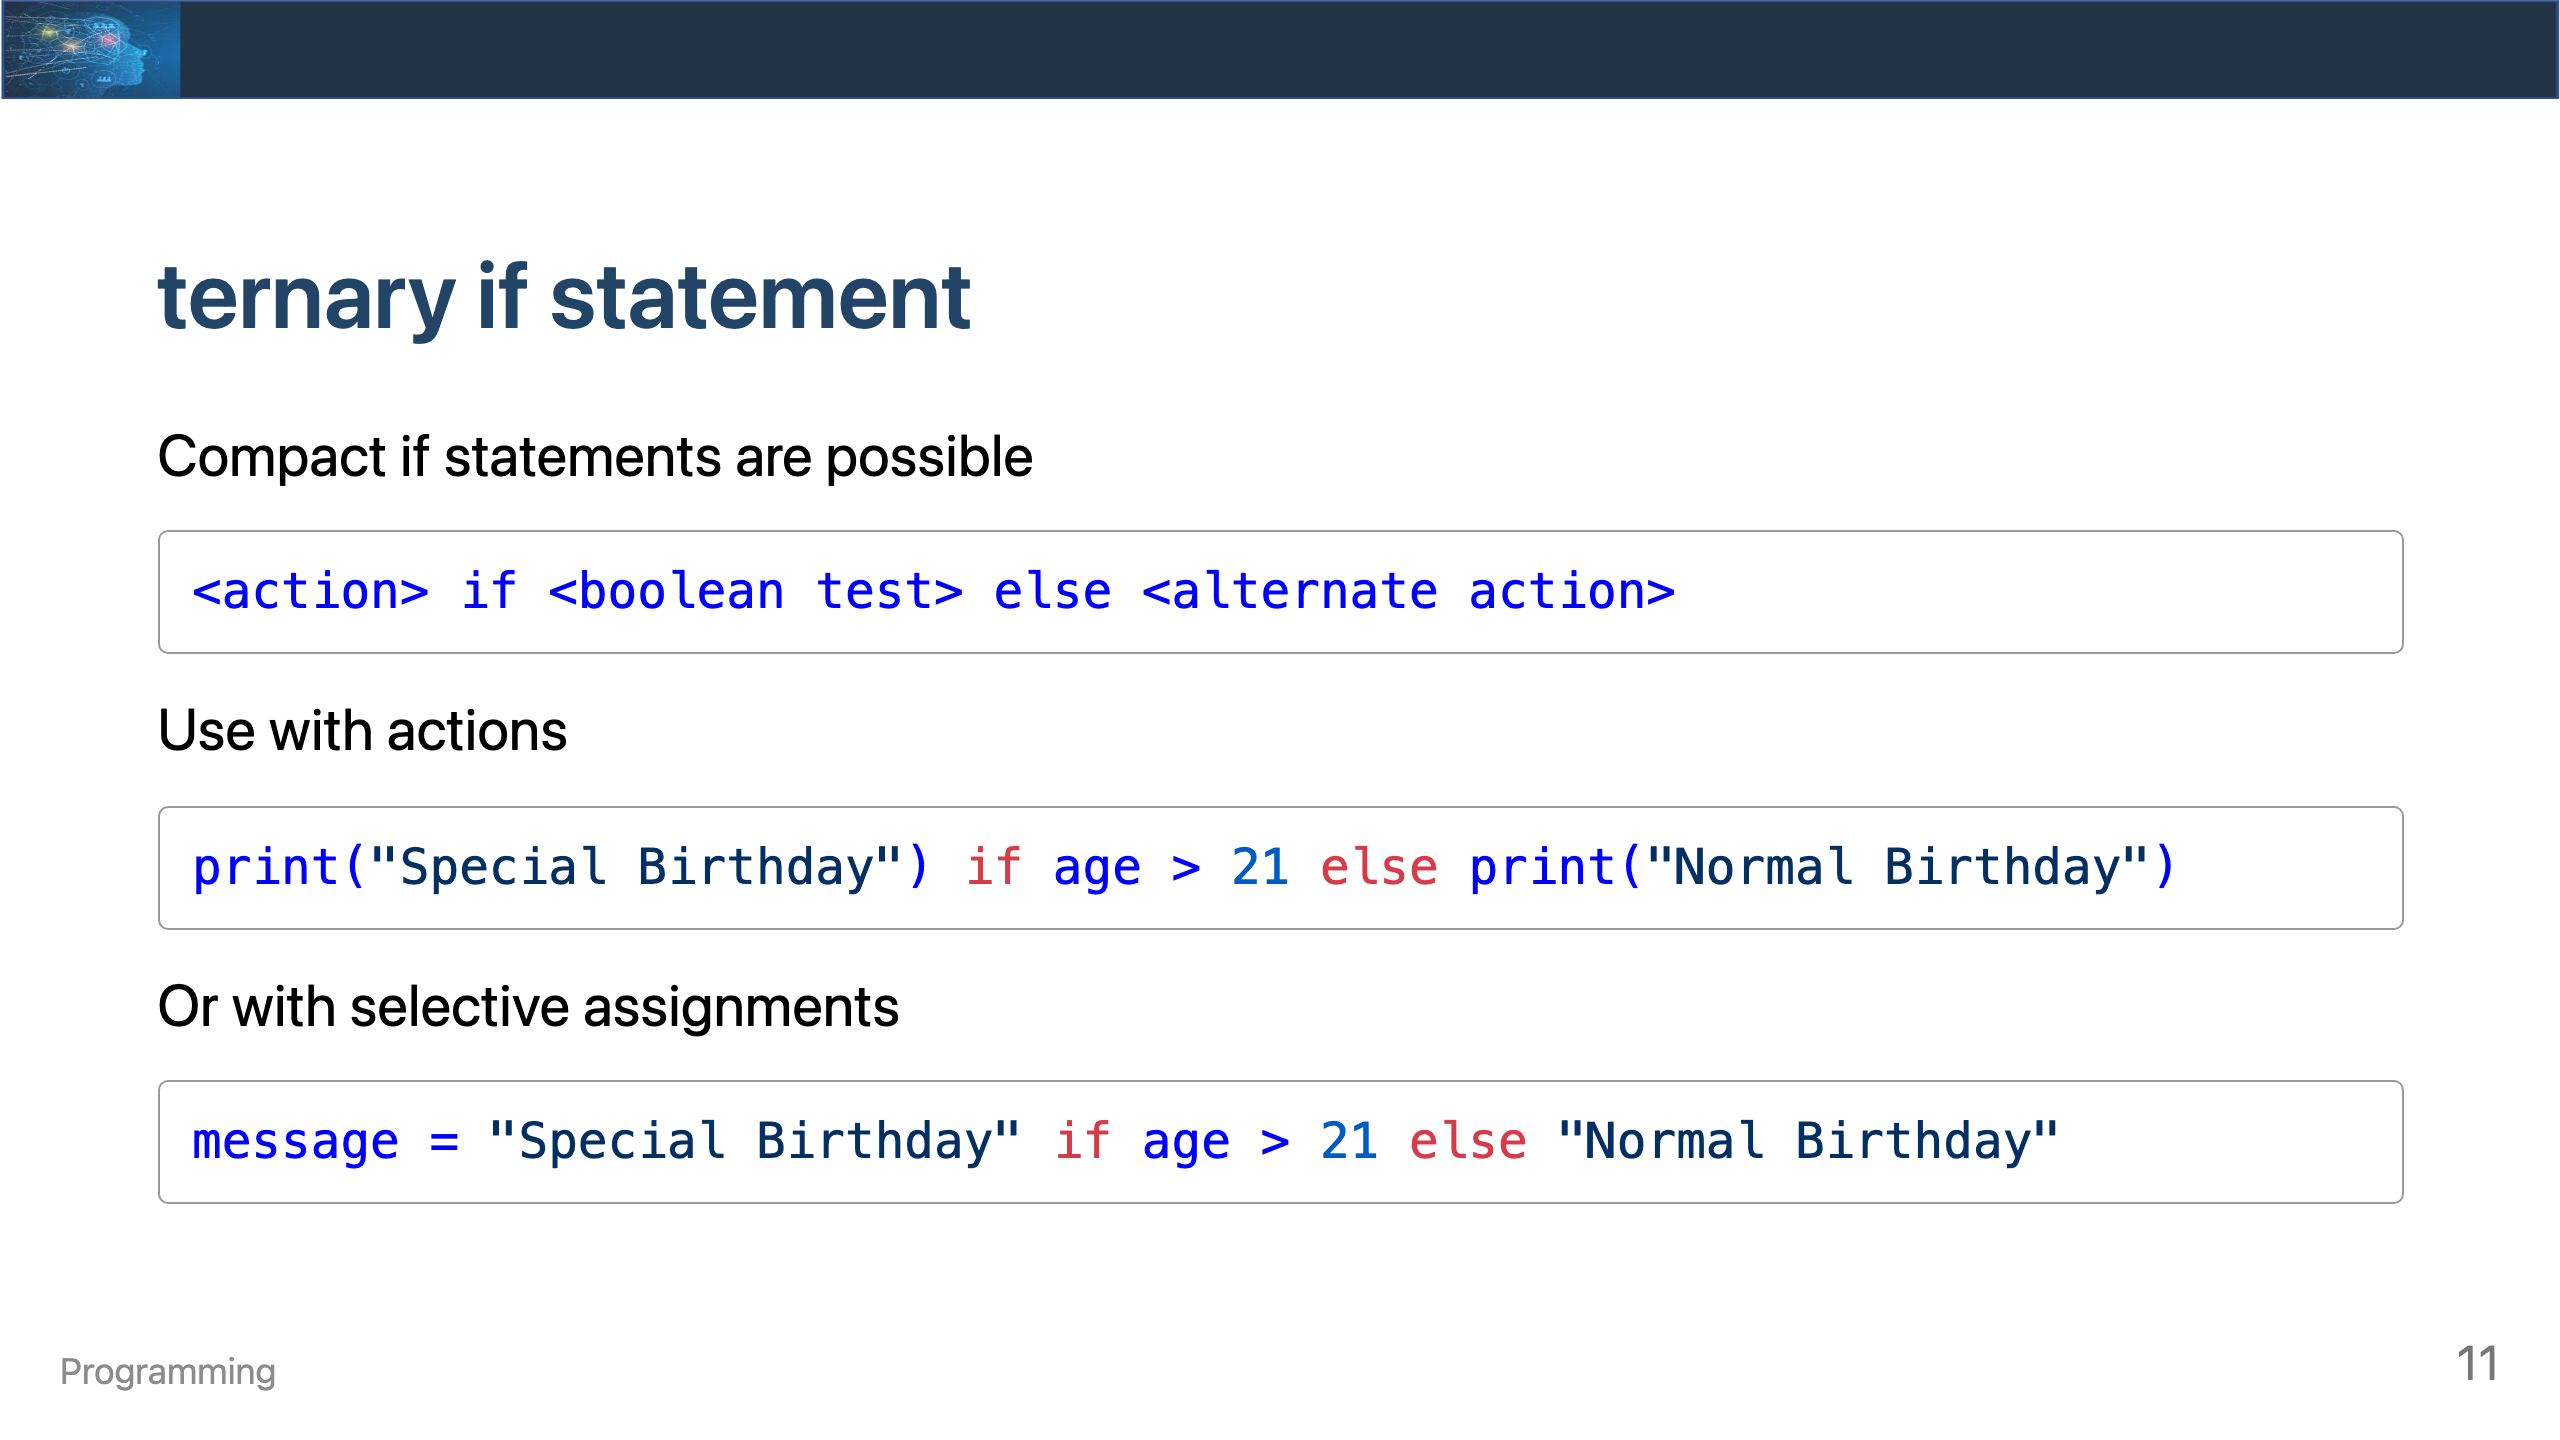 ternary if statement
Compact if statements are possible
<action> if <boolean test> else <alternate action>
Use with actions
print("Special Birthday") if age > 21 else print("Normal Birthday")
Or with selective assignments
message = "Special Birthday" if age > 21 else "Normal Birthday"
Programming
11